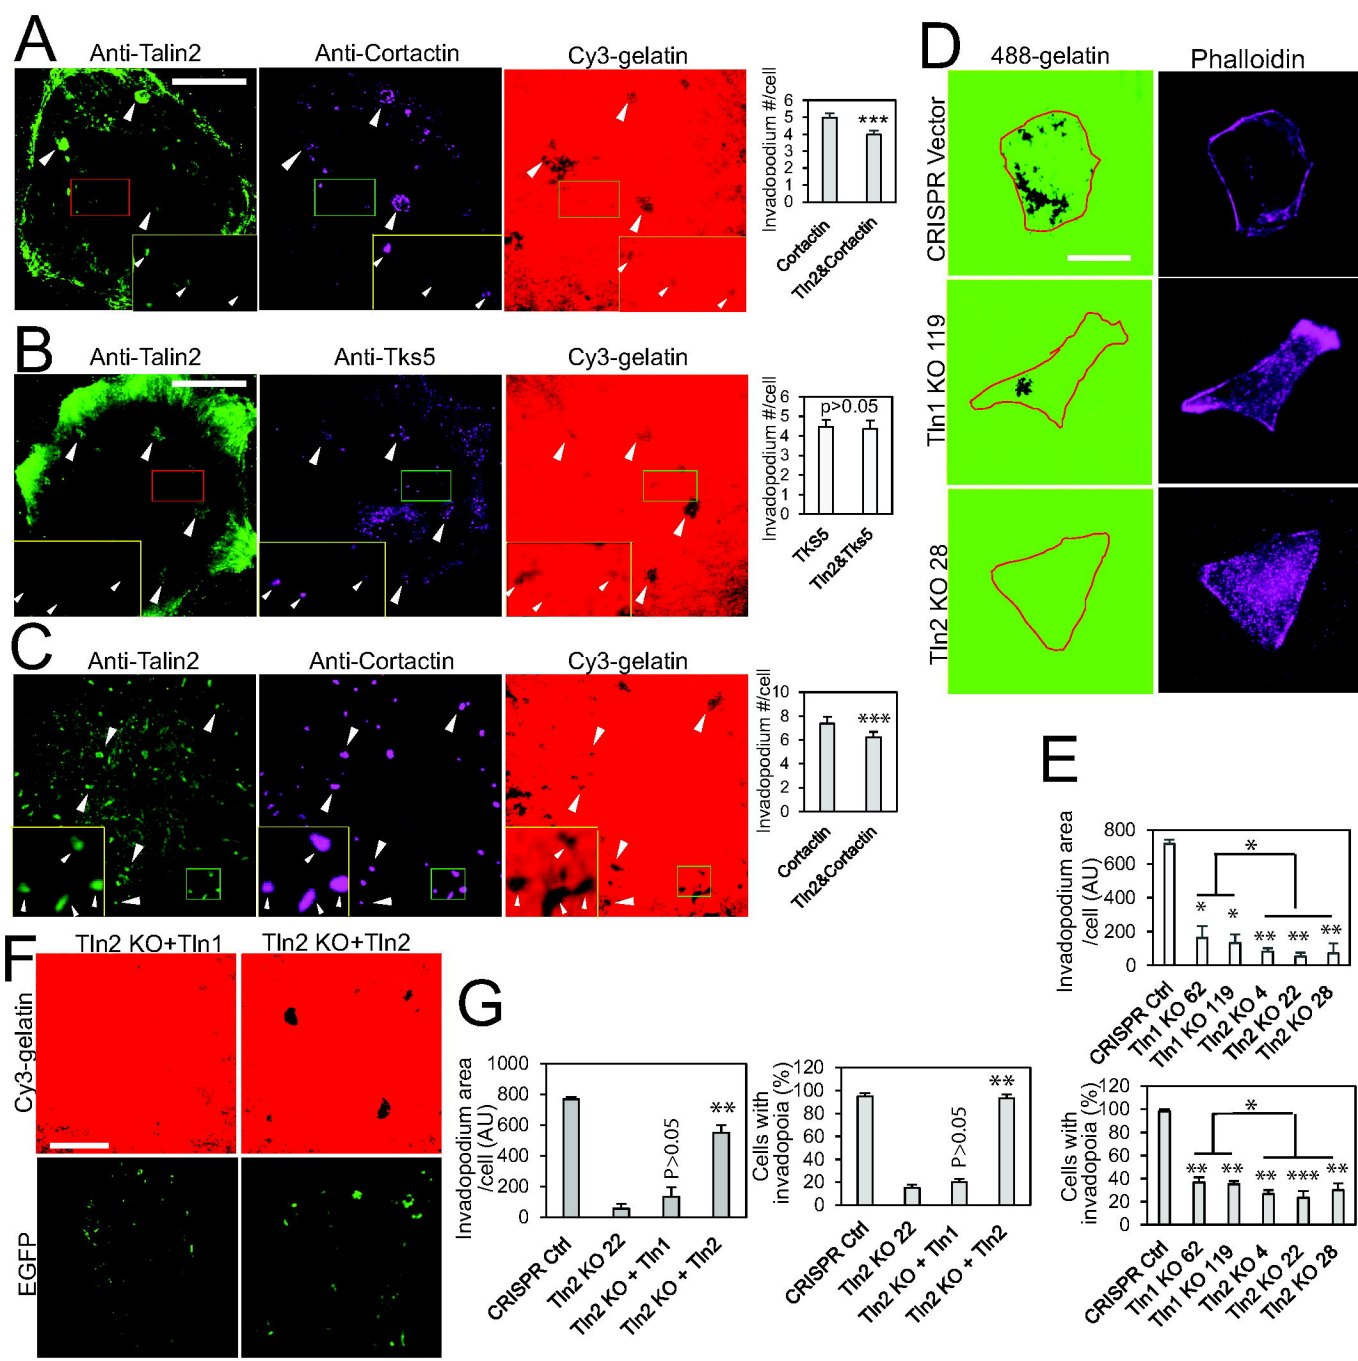 A
Anti-Talin2
Anti-Cortactin
Cy3-gelatin
Invadopodium #/cell
6
5
4
3
2
1
0
***
Cortactin
Tln2&Cortactin
B
Anti-Talin2
Anti-Tks5
Cy3-gelatin
Invadopodium #/cell
6
5
4
3
2
1
0
p>0.05
TKS5
Tln2&Tks5
C
Anti-Talin2
Anti-Cortactin
Cy3-gelatin
Invadopodium #/cell
10
8
6
4
2
0
***
Cortactin
Tln2&Cortactin
D
488-gelatin
Phalloidin
CRISPR Vector
Tln1 KO 119
Tln2 KO 28
E
Invadopodium area
/cell (AU)
800
600
400
200
0
*
*
*
**
**
**
CRISPR Ctrl
Tln1 KO 62
Tln1 KO 119
Tln2 KO 4
Tln2 KO 22
Tln2 KO 28
Cells with
invadopoia (%)
120
100
80
60
40
20
0
*
**
**
**
***
**
CRISPR Ctrl
Tln1 KO 62
Tln1 KO 119
Tln2 KO 4
Tln2 KO 22
Tln2 KO 28
F
Tln2 KO+Tln1
Tln2 KO+Tln2
Cy3-gelatin
EGFP
G
Invadopodium area
/cell (AU)
1000
800
600
400
200
0
P>0.05
**
CRISPR Ctrl
Tln2 KO 22
Tln2 KO + Tln1
Tln2 KO + Tln2
Cells with
invadopoia (%)
120
100
80
60
40
20
0
P>0.05
**
CRISPR Ctrl
Tln2 KO 22
Tln2 KO + Tln1
Tln2 KO + Tln2